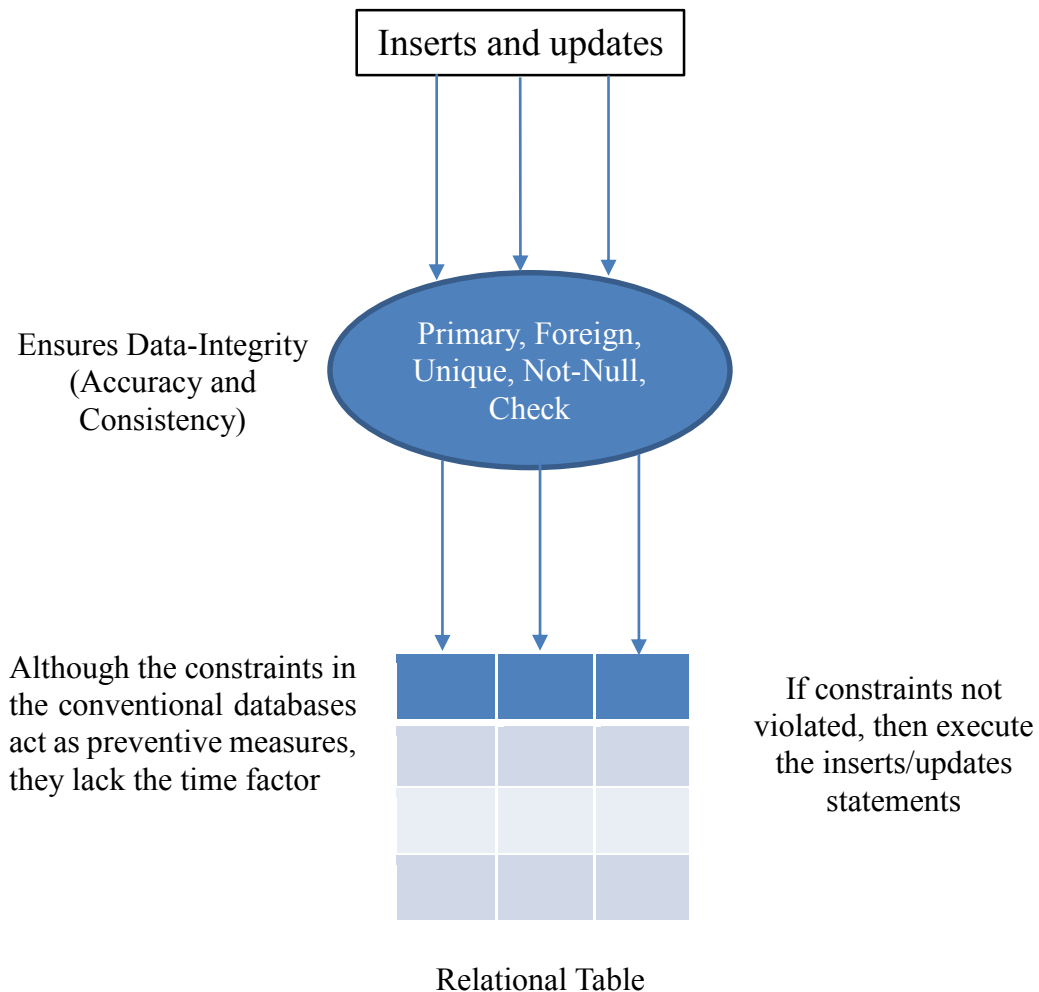 Inserts and updates
Primary, Foreign,
Unique, Not-Null,
Check
Ensures Data-Integrity
(Accuracy and
Consistency)
Although the constraints in
the conventional databases
act as preventive measures,
they lack the time factor
If constraints not
violated, then execute
the inserts/updates
statements
Relational Table